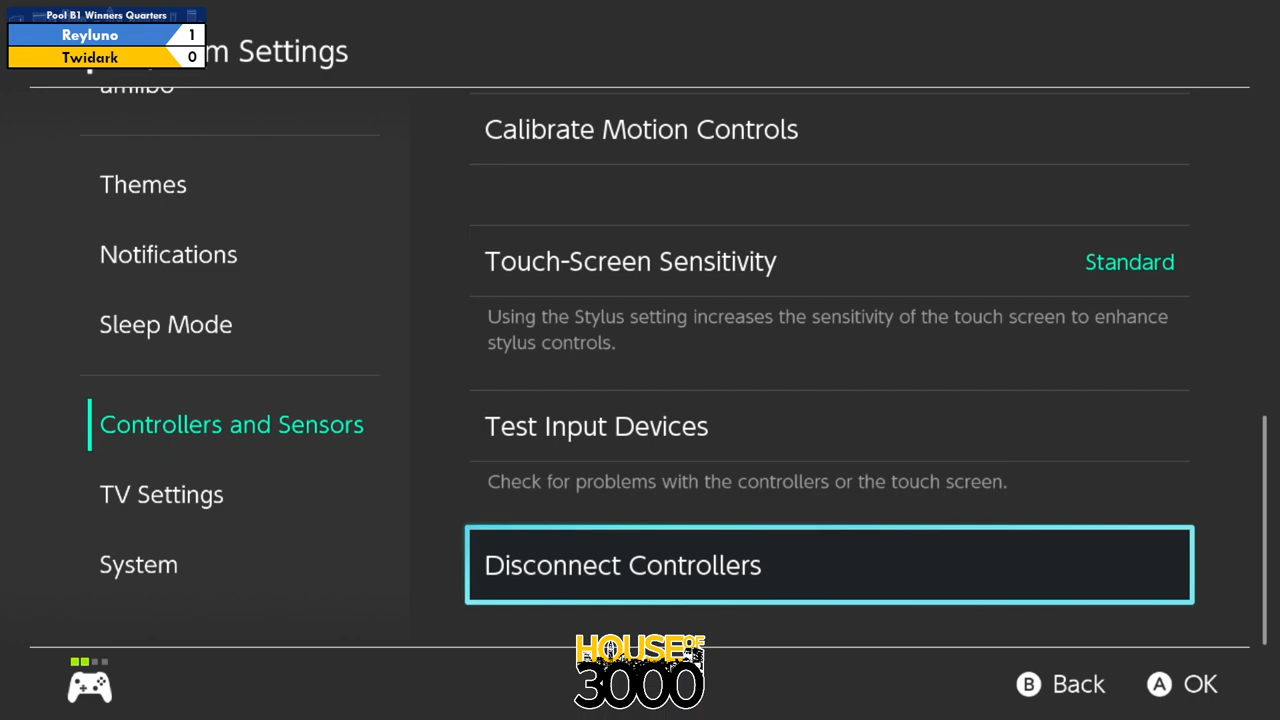 Pool B1 Winners Quarters
Reyluno 1
Twidark 0
m Settings
amiibo
Themes
Notifications
Sleep Mode
Controllers and Sensors
TV Settings
System
Calibrate Motion Controls
Touch-Screen Sensitivity Standard
Using the Stylus setting increases the sensitivity of the touch screen to enhance
stylus controls.
Test Input Devices
Check for problems with the controllers or the touch screen.
Disconnect Controllers
HOUSE OF
3000
B Back A OK